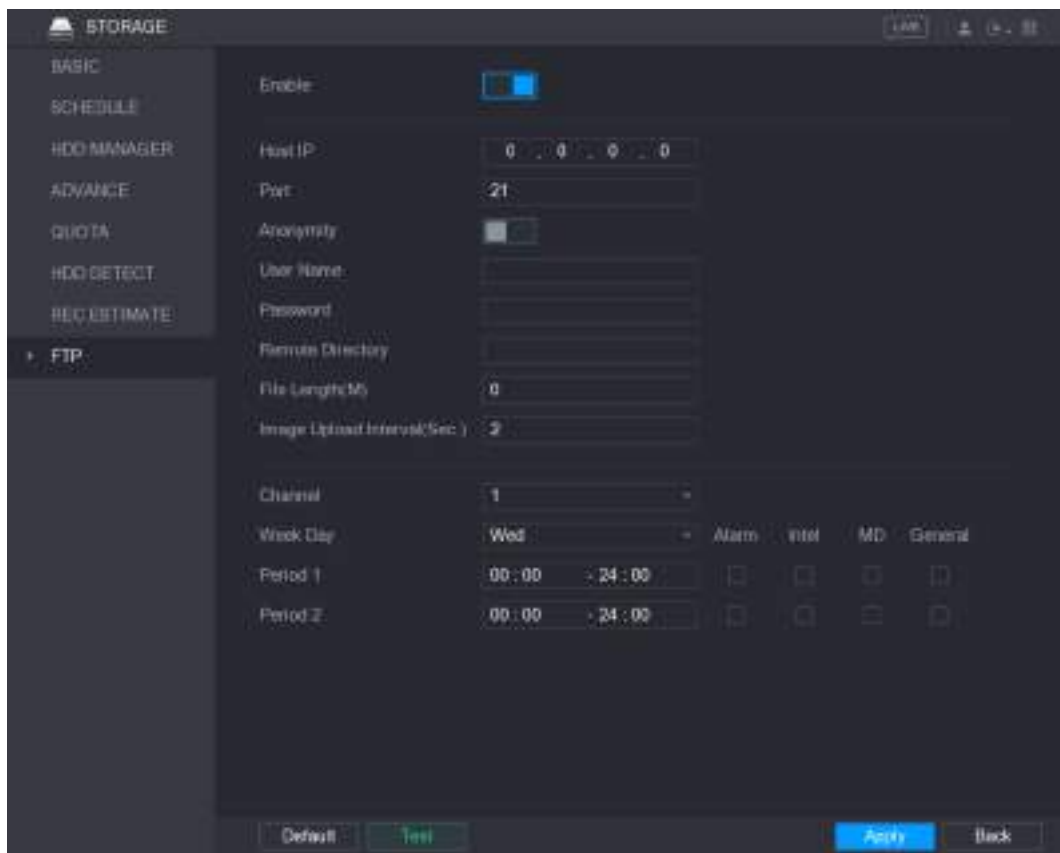 STORAGE LIVE
BASIC
SCHEDULE
HDD MANAGER
ADVANCE
QUOTA
HDD DETECT
REC ESTIMATE
FTP
Enable
Host IP 0 . 0 . 0 . 0
Port 21
Anonymity
User Name
Password
Remote Directory
File Length(M) 0
Image Upload Interval(Sec.) 2
Channel 1
Week Day Wed Alarm Intel MD General
Period 1 00 : 00 - 24 : 00
Period 2 00 : 00 - 24 : 00
Default Test Apply Back